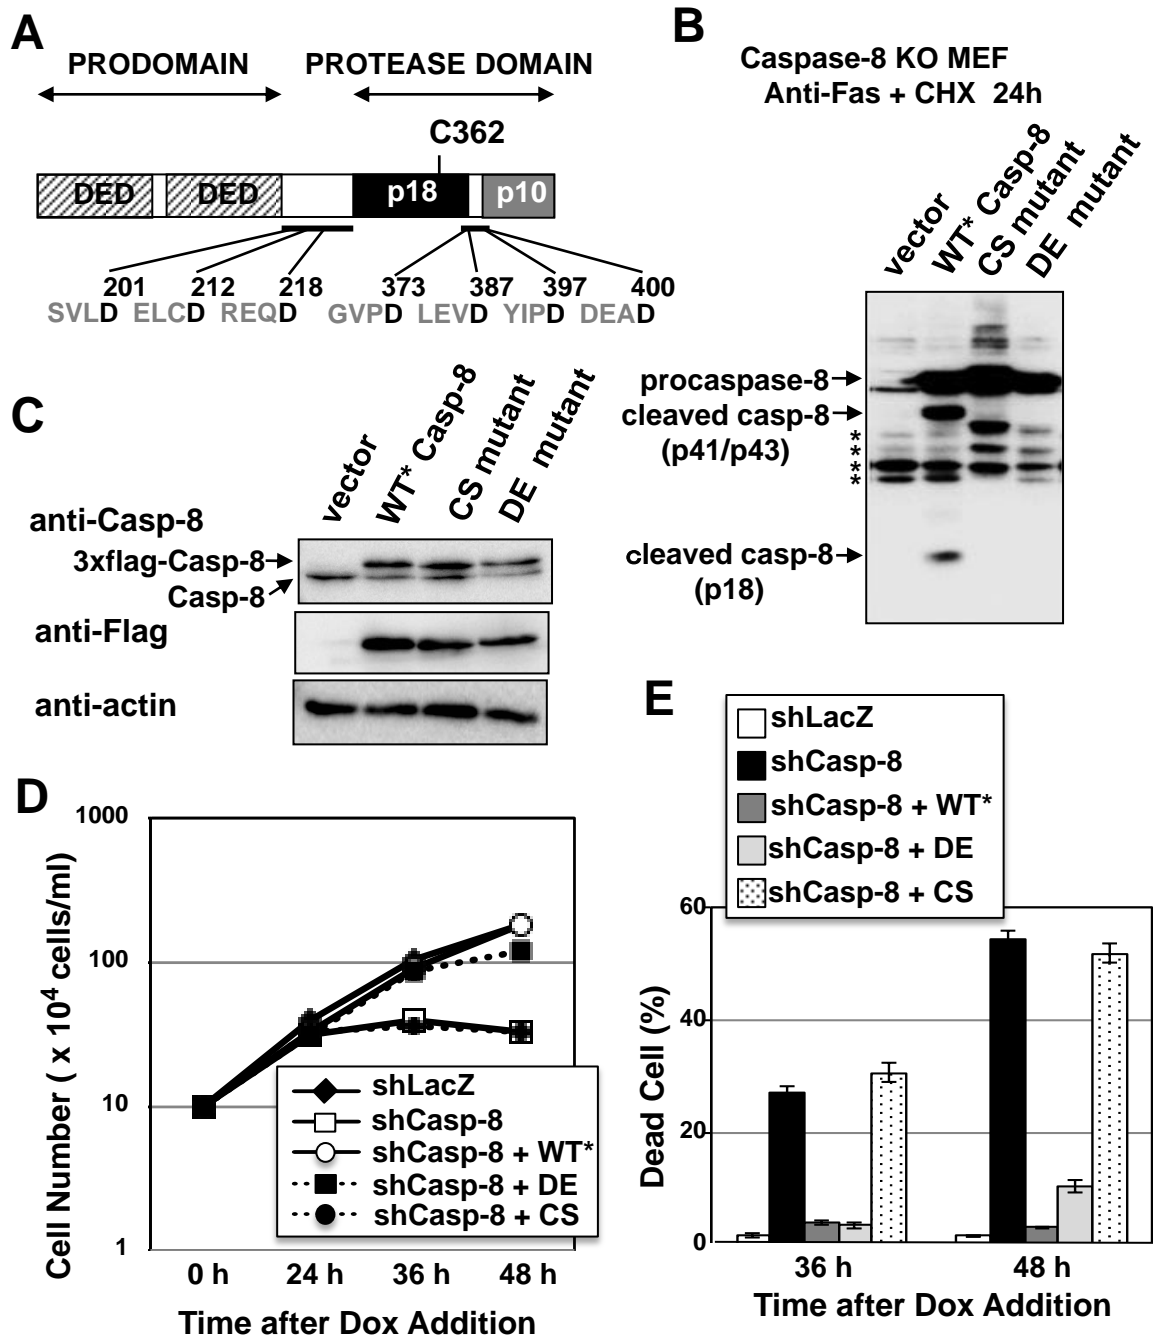 A
PRODOMAIN PROTEASE DOMAIN
C362
DED DED p18 p10
201 212 218 373 387 397 400
SVLD ELCD REQD GVPD LEVD YIPD DEAD
B
Caspase-8 KO MEF
Anti-Fas + CHX 24h
vector
WT* Casp-8
CS mutant
DE mutant
procaspase-8
cleaved casp-8
(p41/p43)
*
*
*
*
cleaved casp-8
(p18)
C
vector
WT* Casp-8
CS mutant
DE mutant
anti-Casp-8
3xflag-Casp-8
Casp-8
anti-Flag
anti-actin
D
Cell Number ( x 10⁴ cells/ml)
1000
100
10
1
shLacZ
shCasp-8
shCasp-8 + WT*
shCasp-8 + DE
shCasp-8 + CS
0 h 24 h 36 h 48 h
Time after Dox Addition
E
shLacZ
shCasp-8
shCasp-8 + WT*
shCasp-8 + DE
shCasp-8 + CS
Dead Cell (%)
60
40
20
0
36 h 48 h
Time after Dox Addition